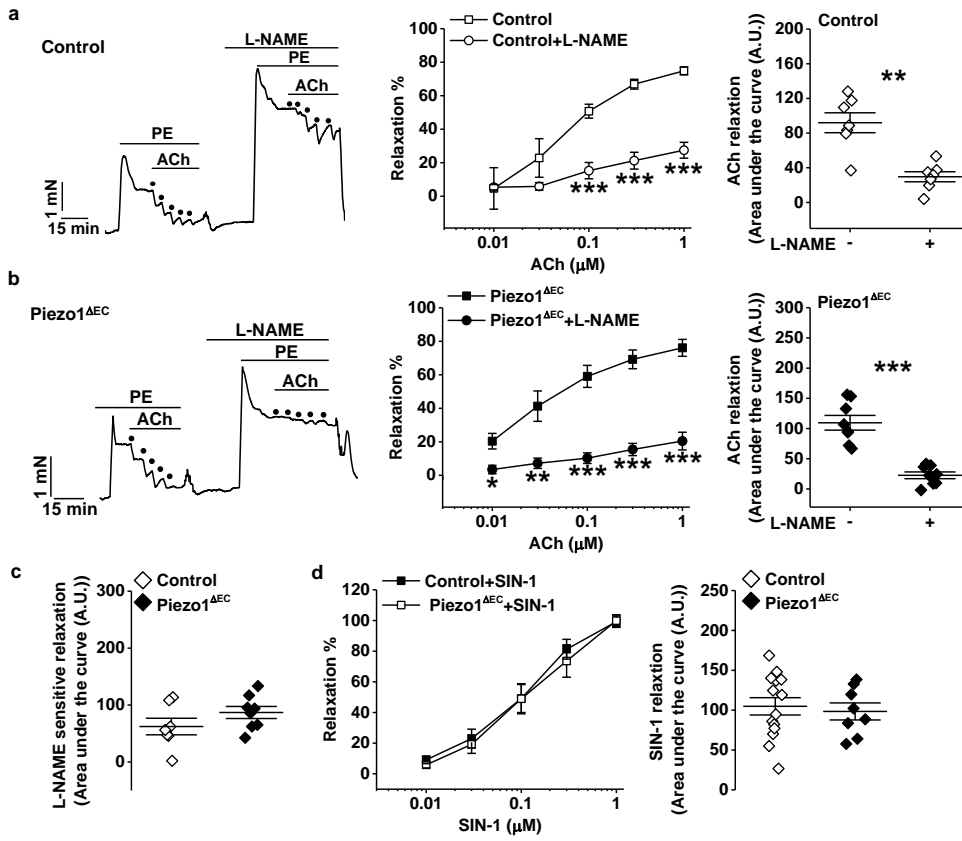 a
Control
L-NAME
PE
ACh
PE
ACh
1 mN
15 min
Control
Control+L-NAME
Relaxation %
100
80
60
40
20
0
***
***
***
0.01
0.1
1
ACh (μM)
Control
ACh relaxtion
(Area under the curve (A.U.))
200
160
120
80
40
0
**
L-NAME
-
+
b
Piezo1ΔEC
L-NAME
PE
ACh
PE
ACh
1 mN
15 min
Piezo1ΔEC
Piezo1ΔEC+L-NAME
Relaxation %
100
80
60
40
20
0
*
**
***
***
***
0.01
0.1
1
ACh (μM)
Piezo1ΔEC
ACh relaxtion
(Area under the curve (A.U.))
300
250
200
150
100
50
0
***
L-NAME
-
+
c
Control
Piezo1ΔEC
L-NAME sensitive relaxation
(Area under the curve (A.U.))
300
200
100
0
d
Control+SIN-1
Piezo1ΔEC+SIN-1
Relaxation %
120
100
80
60
40
20
0
0.01
0.1
1
SIN-1 (μM)
Control
Piezo1ΔEC
SIN-1 relaxtion
(Area under the curve (A.U.))
250
200
150
100
50
0